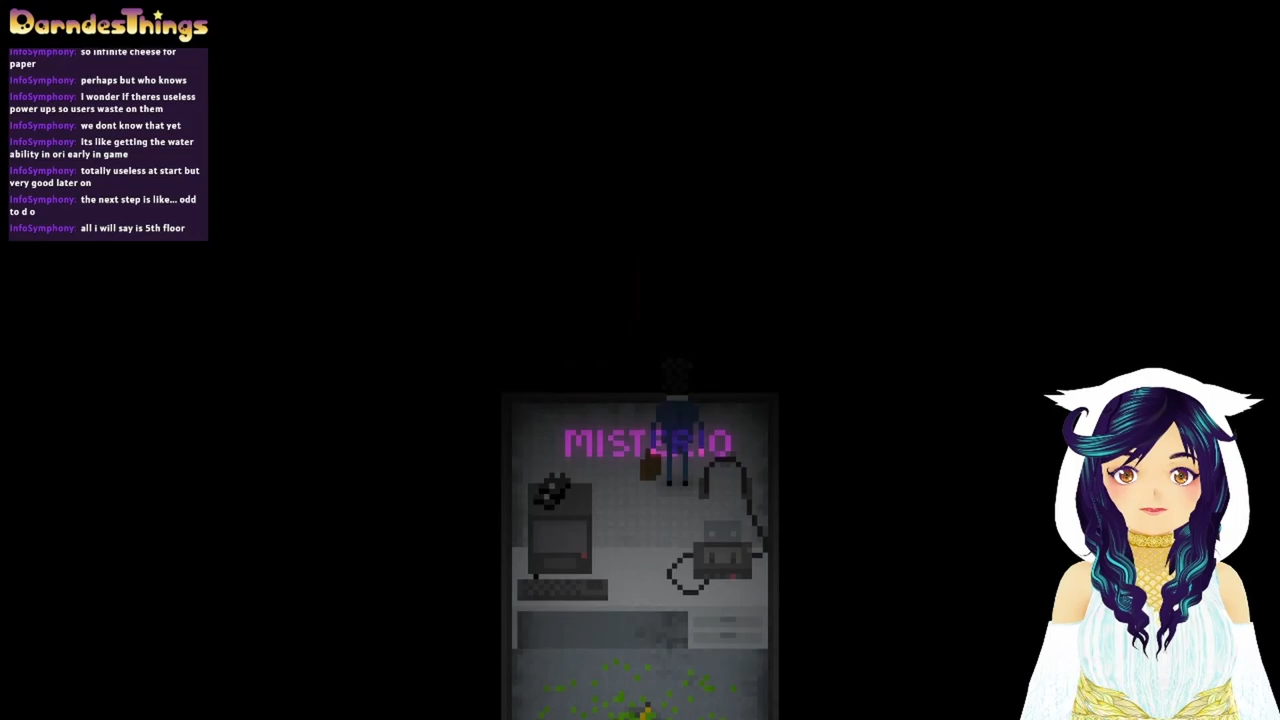 DarndesThings
InfoSymphony: so infinite cheese for
paper
InfoSymphony: perhaps but who knows
InfoSymphony: I wonder if theres useless
power ups so users waste on them
InfoSymphony: we dont know that yet
InfoSymphony: Its like getting the water
ability in ori early in game
InfoSymphony: totally useless at start but
very good later on
InfoSymphony: the next step is like... odd
to d o
InfoSymphony: all i will say is 5th floor
MISTER.O